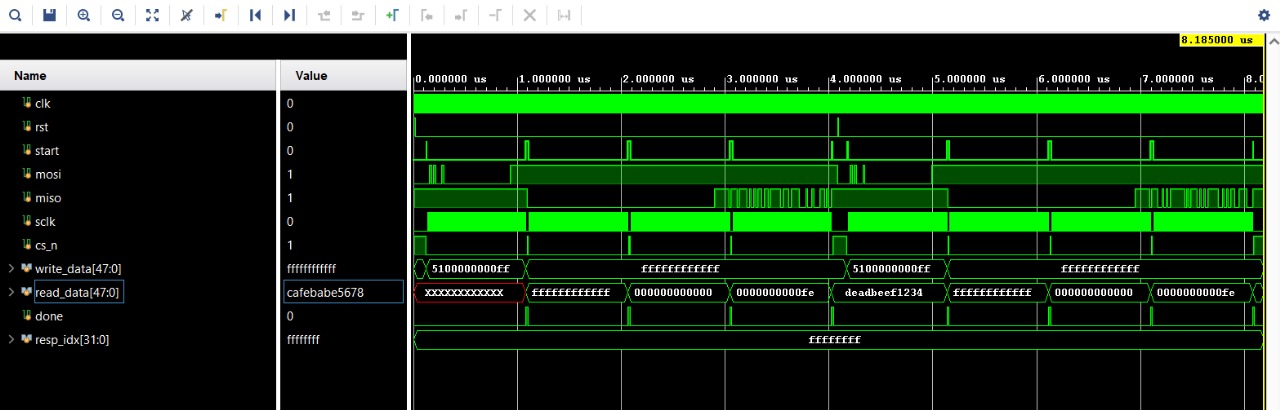 8.185000 us
Name Value
0.000000 us 1.000000 us 2.000000 us 3.000000 us 4.000000 us 5.000000 us 6.000000 us 7.000000 us
clk 0
rst 0
start 0
mosi 1
miso 1
sclk 0
cs_n 1
write_data[47:0] ffffffffffff 5100000000ff ffffffffffff 5100000000ff ffffffffffff
read_data[47:0] cafebabe5678 XXXXXXXXXXXX ffffffffffff 000000000000 0000000000fe deadbeef1234 ffffffffffff 000000000000 0000000000fe
done 0
resp_idx[31:0] ffffffff ffffffff